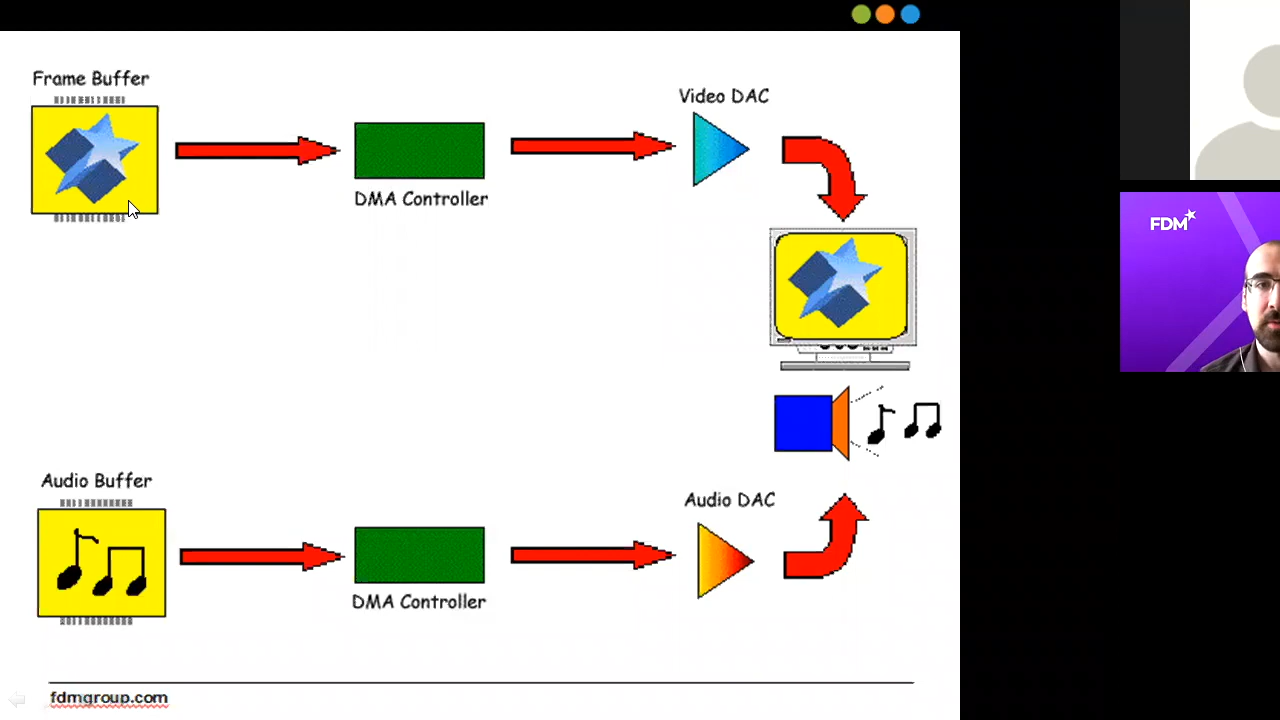 Frame Buffer
Video DAC
DMA Controller
FDM
Audio Buffer
Audio DAC
DMA Controller
fdmgroup.com